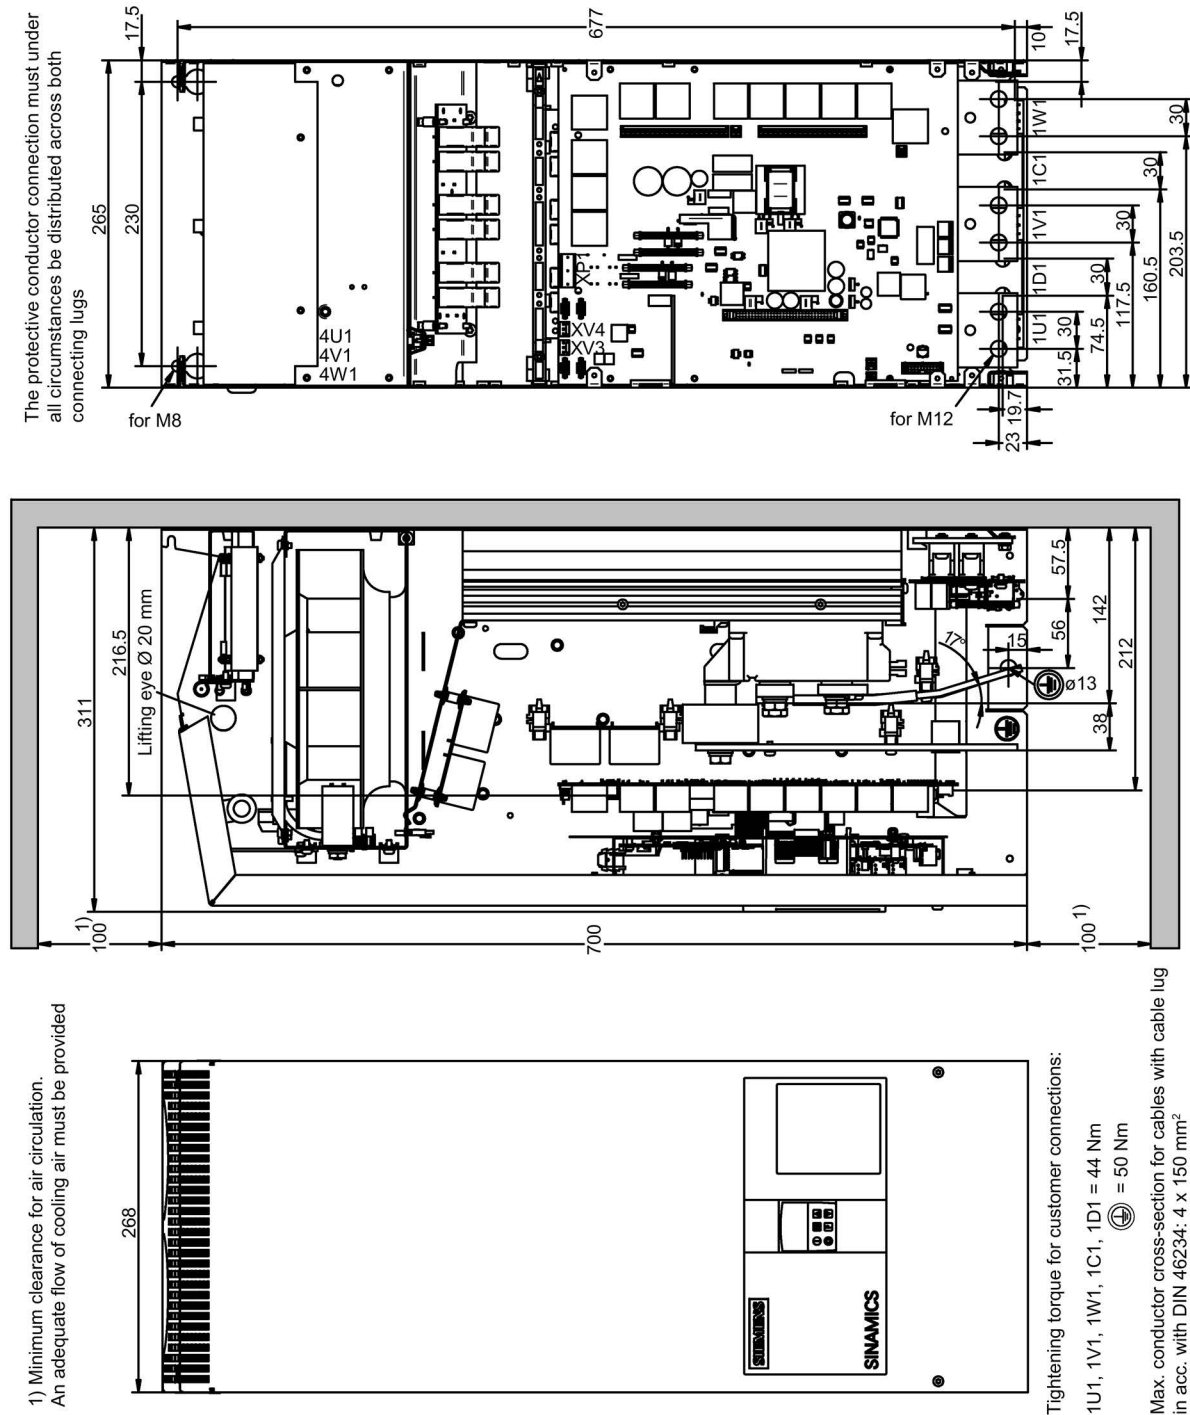 The protective conductor connection must under
all circumstances be distributed across both
connecting lugs
17.5
265
230
677
10
17.5
4U1
4V1
4W1
XP1
XV4
XV3
for M8
for M12
1W1
1C1
1V1
1D1
1U1
30
30
30
30
30
31.5
74.5
117.5
160.5
203.5
23
19.7
311
216.5
Lifting eye Ø 20 mm
57.5
56
142
38
212
15
17°
ø13
100 1)
700
100 1)
1) Minimum clearance for air circulation.
An adequate flow of cooling air must be provided
268
SIEMENS
SINAMICS
Tightening torque for customer connections:
1U1, 1V1, 1W1, 1C1, 1D1 = 44 Nm
= 50 Nm
Max. conductor cross-section for cables with cable lug
in acc. with DIN 46234: 4 x 150 mm²